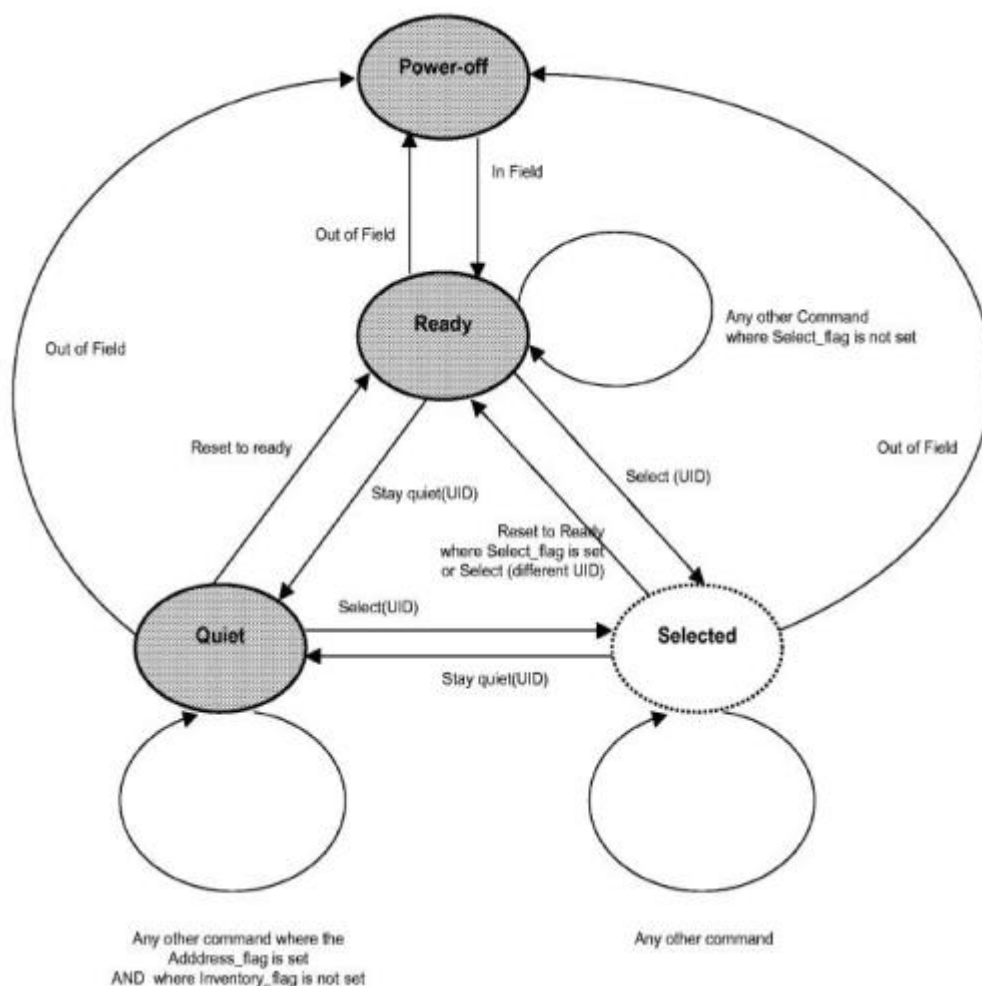 Power-off
In Field
Out of Field
Ready
Any other Command
where Select_flag is not set
Out of Field
Reset to ready
Out of Field
Stay quiet(UID)
Select (UID)
Reset to Ready
where Select_flag is set
or Select (different UID)
Select(UID)
Quiet
Selected
Stay quiet(UID)
Any other command where the
Adddress_flag is set
AND where Inventory_flag is not set
Any other command